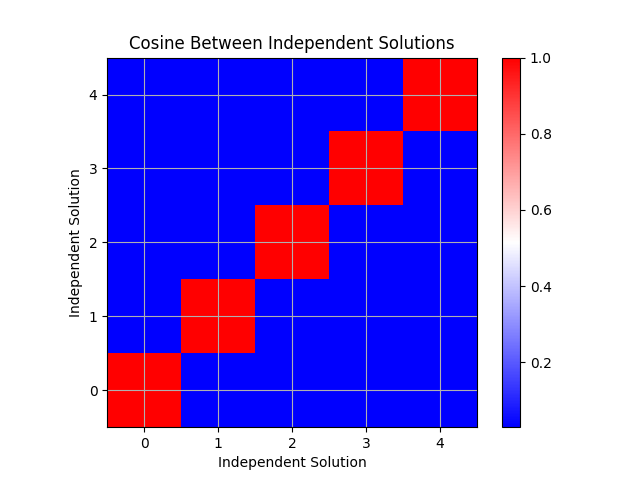 Cosine Between Independent Solutions
Independent Solution
4
3
2
1
0
0 1 2 3 4
Independent Solution
1.0
0.8
0.6
0.4
0.2